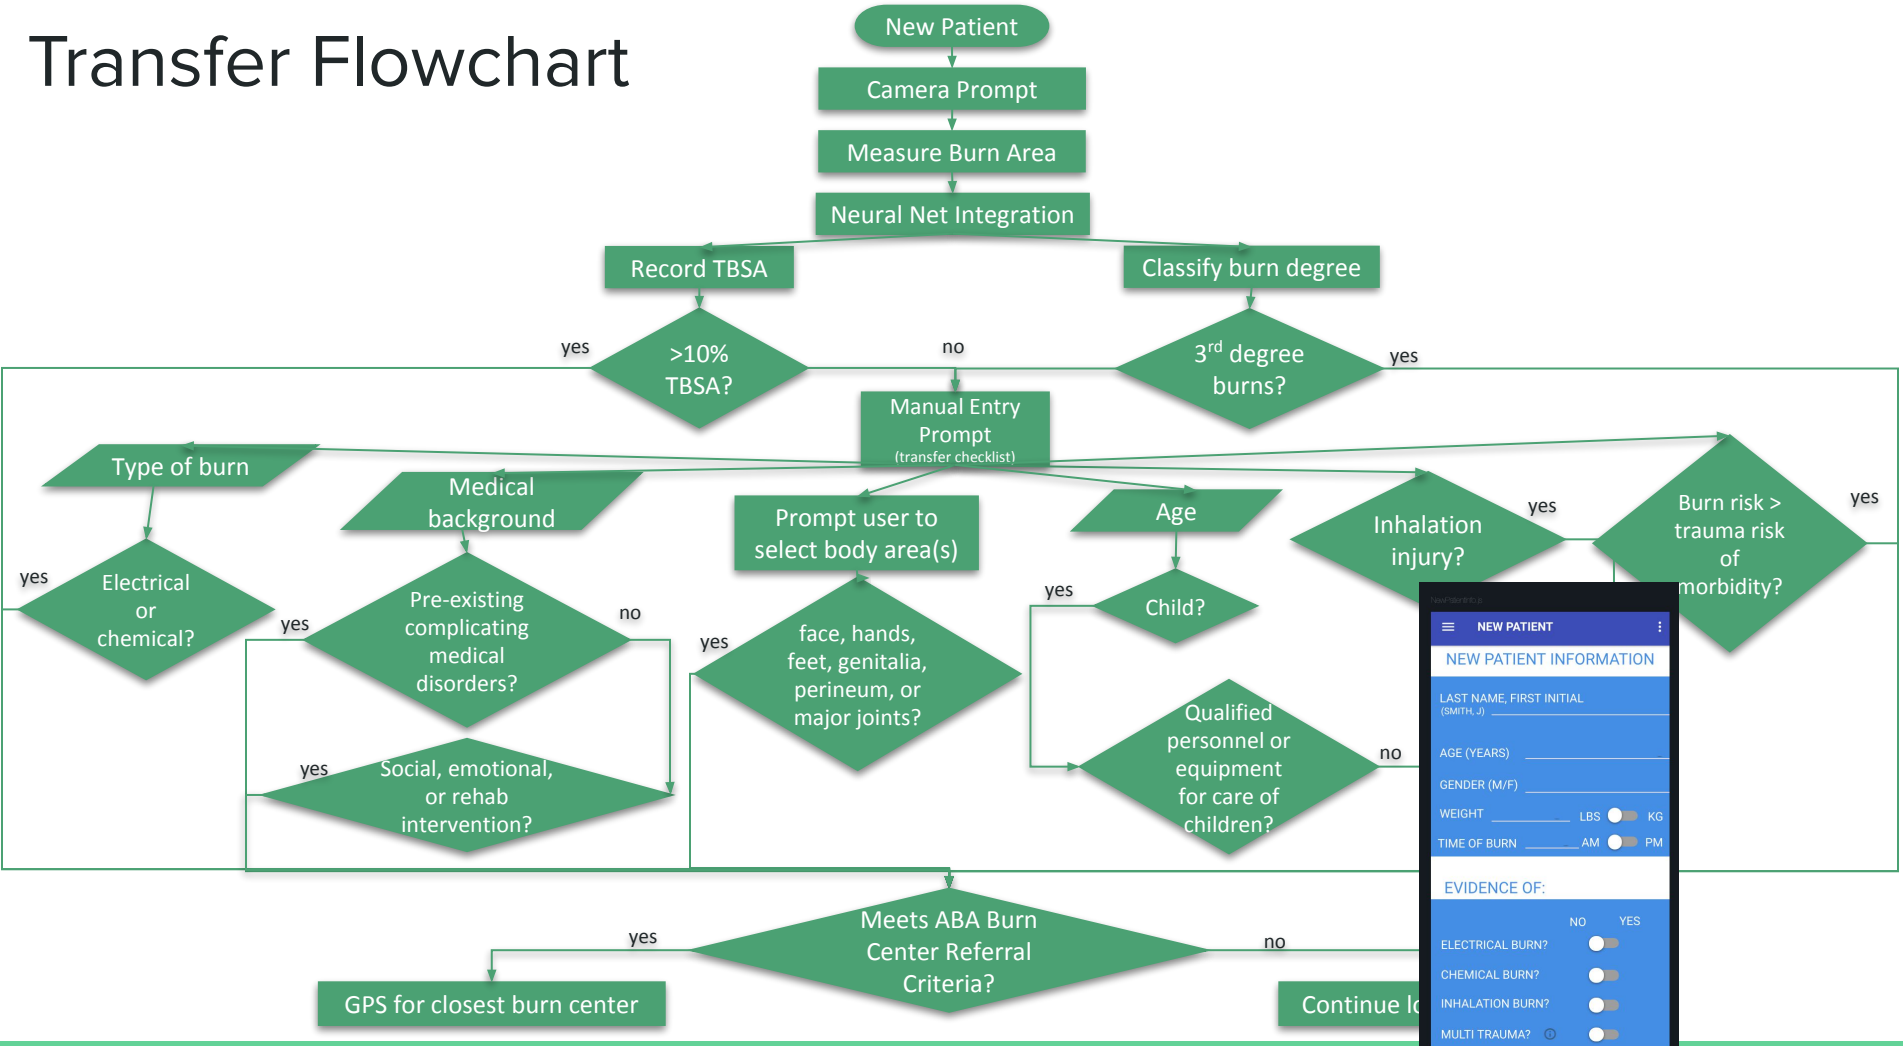 Transfer Flowchart
New Patient
Camera Prompt
Measure Burn Area
Neural Net Integration
Record TBSA
Classify burn degree
yes
>10%
TBSA?
no
3rd degree
burns?
yes
Manual Entry
Prompt
(transfer checklist)
Type of burn
Medical
background
Prompt user to
select body area(s)
Age
Inhalation
injury?
yes
Burn risk >
trauma risk
of
morbidity?
yes
yes
Electrical
or
chemical?
yes
Pre-existing
complicating
medical
disorders?
no
yes
face, hands,
feet, genitalia,
perineum, or
major joints?
yes
Child?
Qualified
personnel or
equipment
for care of
children?
no
yes
Social, emotional,
or rehab
intervention?
Meets ABA Burn
Center Referral
Criteria?
yes
no
GPS for closest burn center
Continue
NEW PATIENT
NEW PATIENT INFORMATION
LAST NAME, FIRST INITIAL
(SMITH, J)
AGE (YEARS)
GENDER (M/F)
WEIGHT LBS KG
TIME OF BURN AM PM
EVIDENCE OF:
NO YES
ELECTRICAL BURN?
CHEMICAL BURN?
INHALATION BURN?
MULTI TRAUMA?